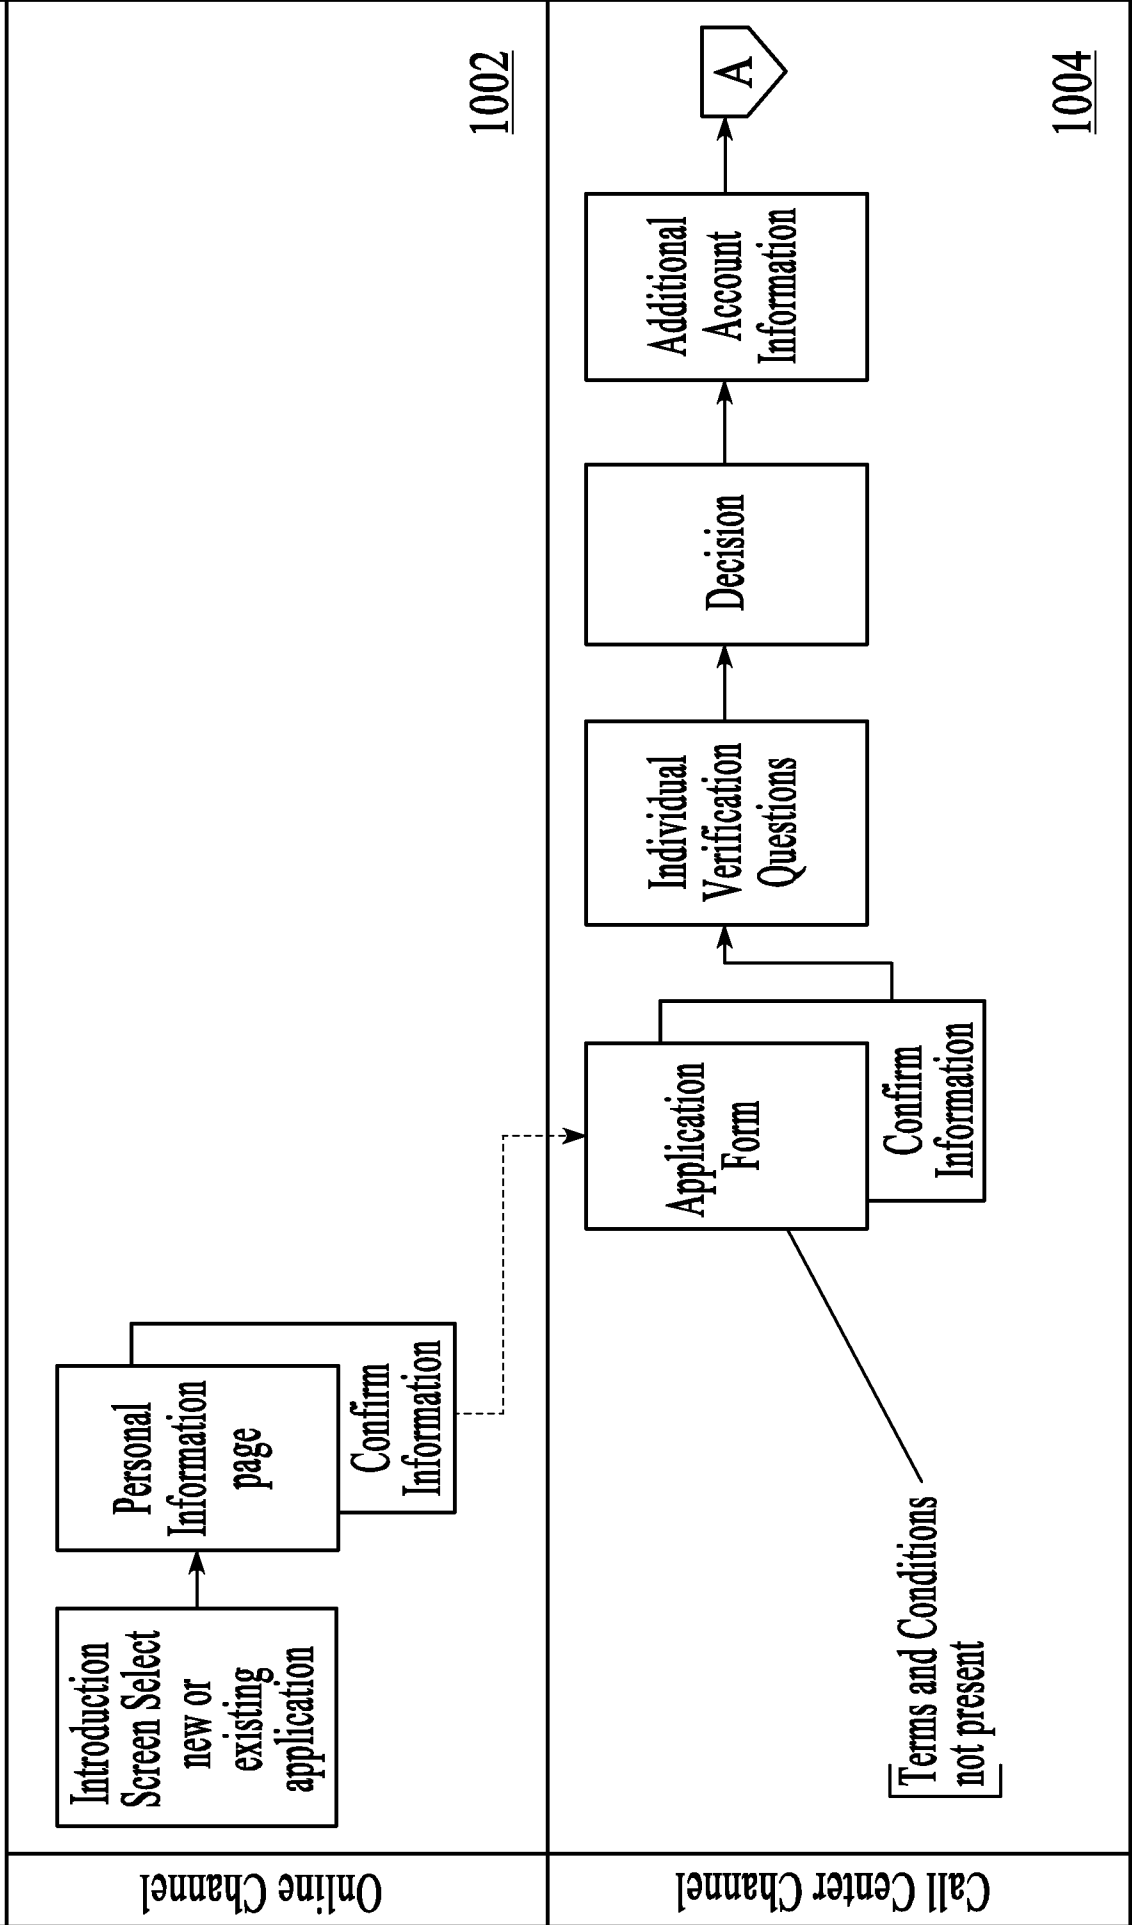 Online Channel
Introduction
Screen Select
new or
existing
application
Personal
Information
page
Confirm
Information
1002
Call Center Channel
Terms and Conditions
not present
Application
Form
Confirm
Information
Individual
Verification
Questions
Decision
Additional
Account
Information
A
1004